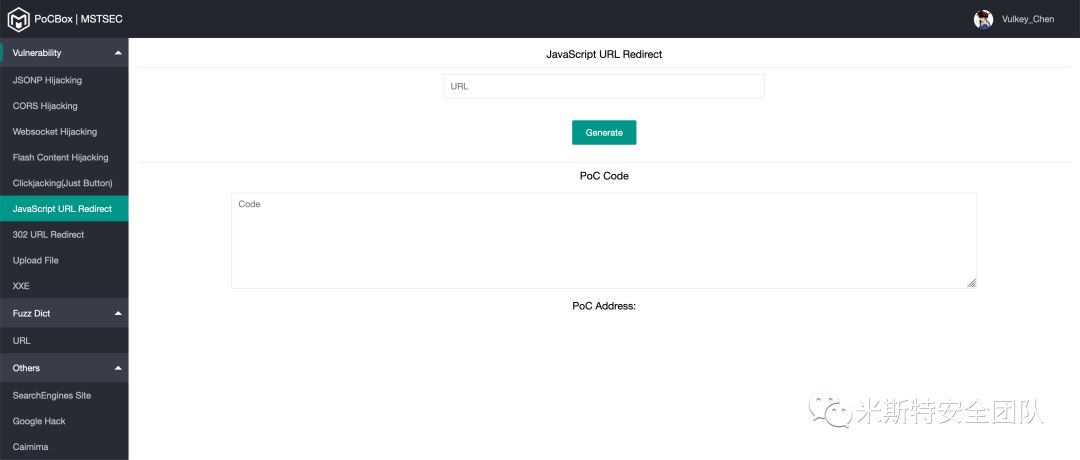 PoCBox | MSTSEC
Vulkey_Chen
Vulnerability
JSONP Hijacking
CORS Hijacking
Websocket Hijacking
Flash Content Hijacking
Clickjacking(Just Button)
JavaScript URL Redirect
302 URL Redirect
Upload File
XXE
Fuzz Dict
URL
Others
SearchEngines Site
Google Hack
Caimima
JavaScript URL Redirect
URL
Generate
PoC Code
Code
PoC Address:
米斯特安全团队